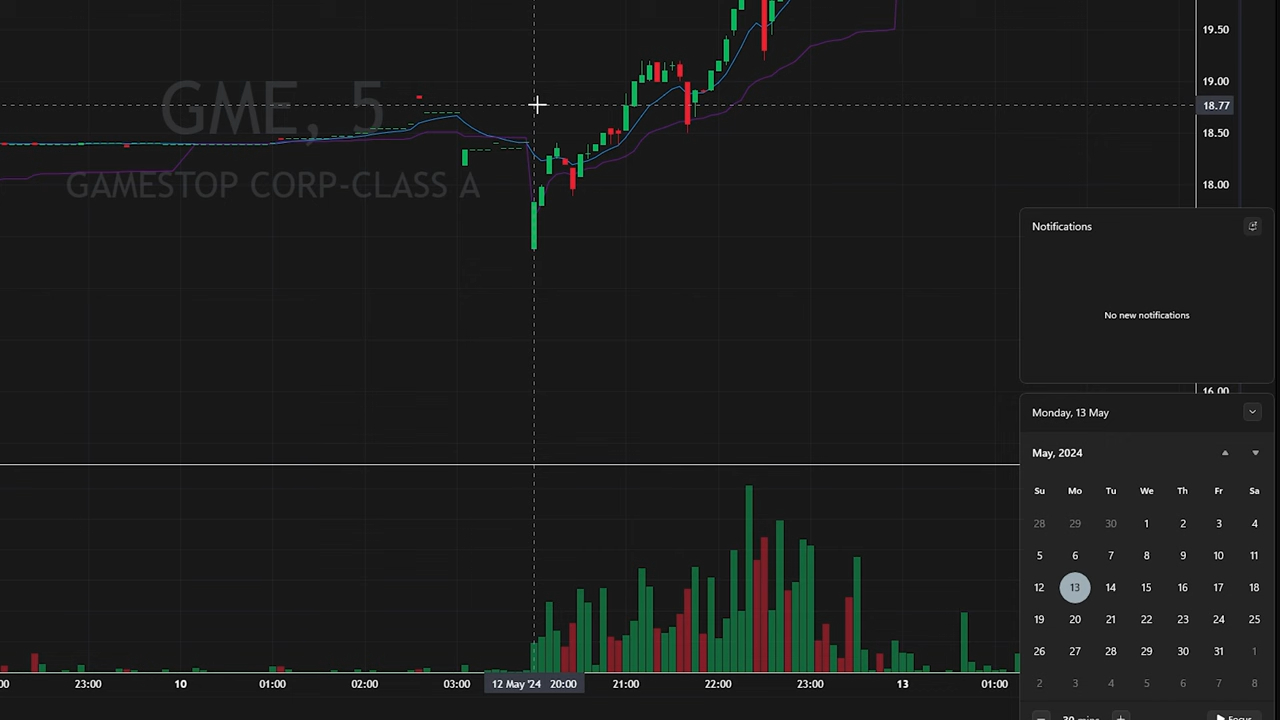 19.50
19.00
GME, 5
18.77
18.50
GAMESTOP CORP-CLASS A
18.00
Notifications
No new notifications
16.00
Monday, 13 May
May, 2024
Su Mo Tu We Th Fr Sa
28 29 30 1 2 3 4
5 6 7 8 9 10 11
12 13 14 15 16 17 18
19 20 21 22 23 24 25
26 27 28 29 30 31 1
2 3 4 5 6 7 8
23:00 10 01:00 02:00 03:00 12 May '24 20:00 21:00 22:00 23:00 13 01:00
30 mins Focus